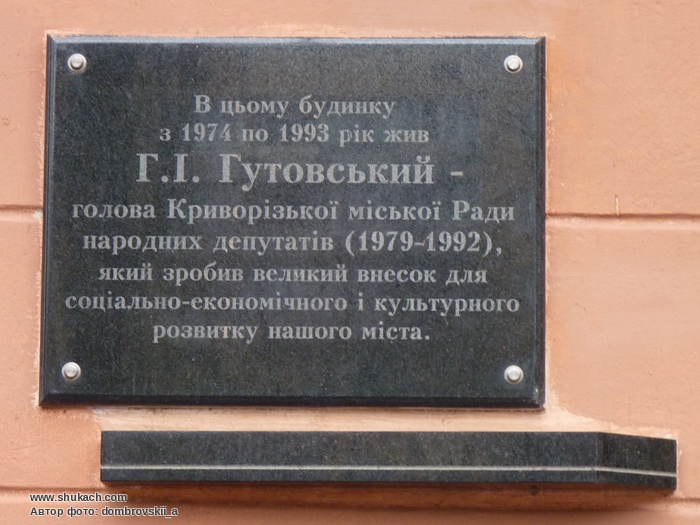 В цьому будинку
з 1974 по 1993 рік жив
Г.І. Гутовський -
голова Криворізької міської Ради
народних депутатів (1979-1992),
який зробив великий внесок для
соціально-економічного і культурного
розвитку нашого міста.
www.shukach.com
Автор фото: dombrovskii_a